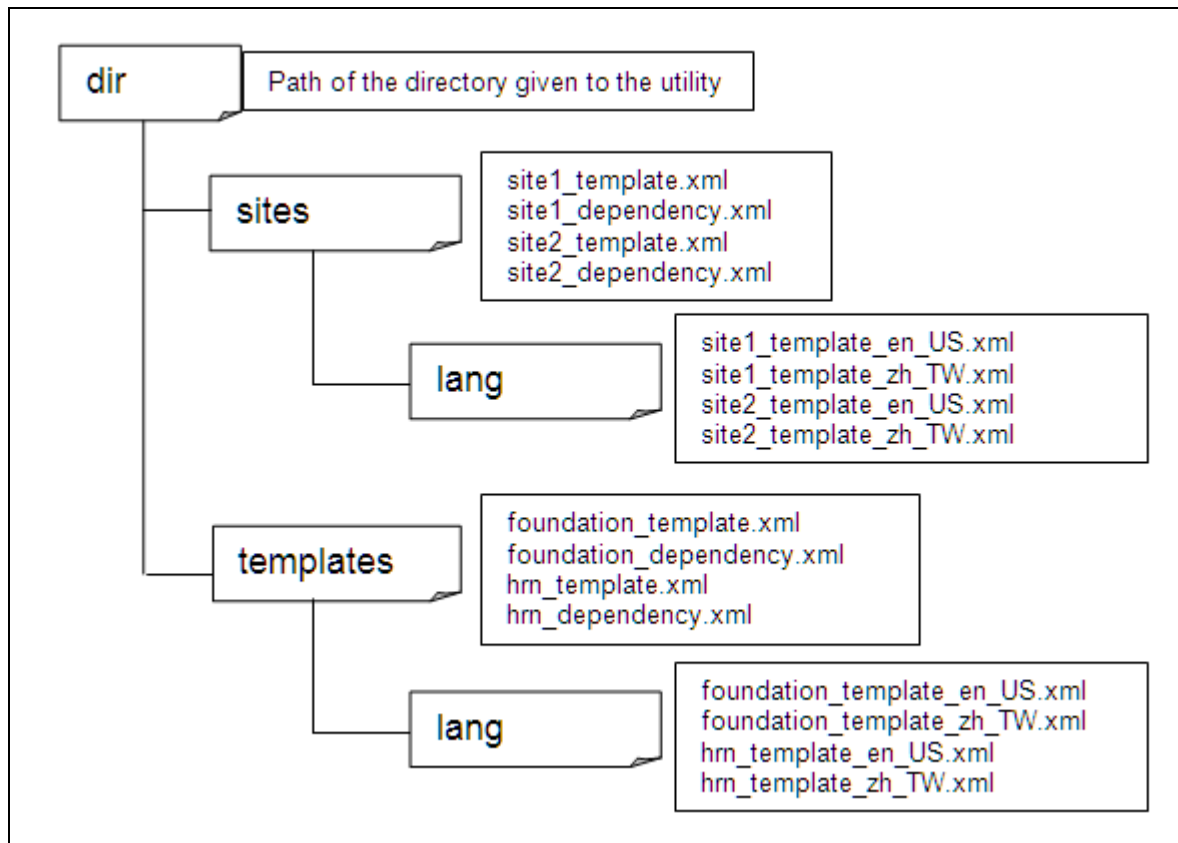 dir
Path of the directory given to the utility
sites
site1_template.xml
site1_dependency.xml
site2_template.xml
site2_dependency.xml
lang
site1_template_en_US.xml
site1_template_zh_TW.xml
site2_template_en_US.xml
site2_template_zh_TW.xml
templates
foundation_template.xml
foundation_dependency.xml
hrn_template.xml
hrn_dependency.xml
lang
foundation_template_en_US.xml
foundation_template_zh_TW.xml
hrn_template_en_US.xml
hrn_template_zh_TW.xml